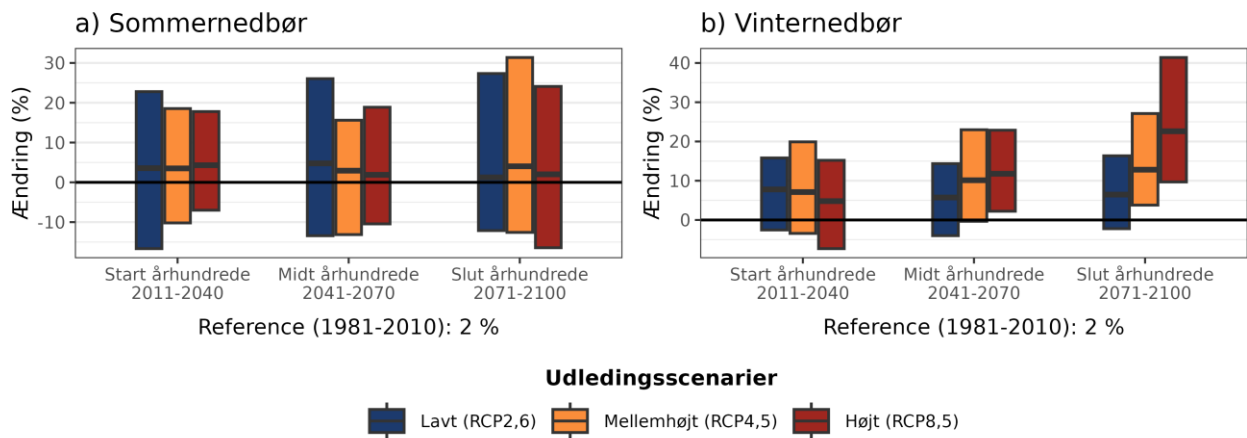 a) Sommernedbør
b) Vinternedbør
Ændring (%)
30
20
10
0
-10
Start århundrede
2011-2040
Midt århundrede
2041-2070
Slut århundrede
2071-2100
Reference (1981-2010): 2 %
Ændring (%)
40
30
20
10
0
Start århundrede
2011-2040
Midt århundrede
2041-2070
Slut århundrede
2071-2100
Reference (1981-2010): 2 %
Udledingsscenarier
Lavt (RCP2,6)
Mellemhøjt (RCP4,5)
Højt (RCP8,5)